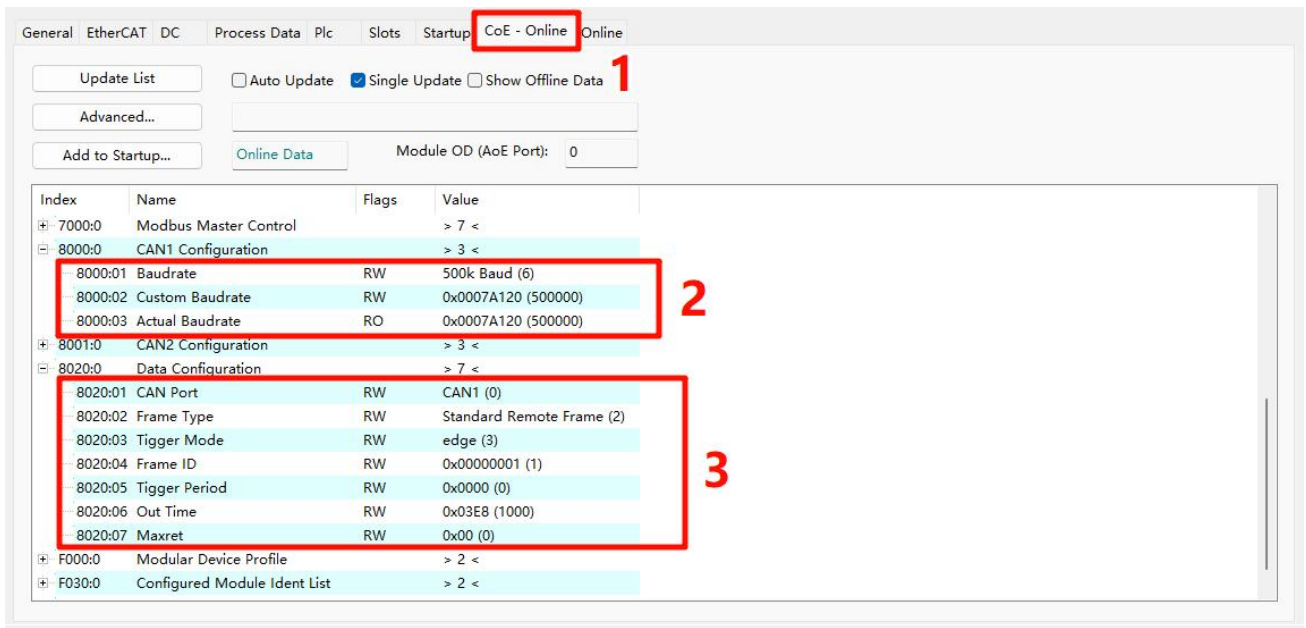 General EtherCAT DC Process Data Plc Slots Startup CoE - Online Online
1
Update List Auto Update Single Update Show Offline Data
Advanced...
Add to Startup... Online Data Module OD (AoE Port): 0
Index Name Flags Value
7000:0 Modbus Master Control > 7 <
8000:0 CAN1 Configuration > 3 <
8000:01 Baudrate RW 500k Baud (6)
8000:02 Custom Baudrate RW 0x0007A120 (500000)
2
8000:03 Actual Baudrate RO 0x0007A120 (500000)
8001:0 CAN2 Configuration > 3 <
8020:0 Data Configuration > 7 <
8020:01 CAN Port RW CAN1 (0)
8020:02 Frame Type RW Standard Remote Frame (2)
8020:03 Tigger Mode RW edge (3)
8020:04 Frame ID RW 0x00000001 (1)
3
8020:05 Tigger Period RW 0x0000 (0)
8020:06 Out Time RW 0x03E8 (1000)
8020:07 Maxret RW 0x00 (0)
F000:0 Modular Device Profile > 2 <
F030:0 Configured Module Ident List > 2 <